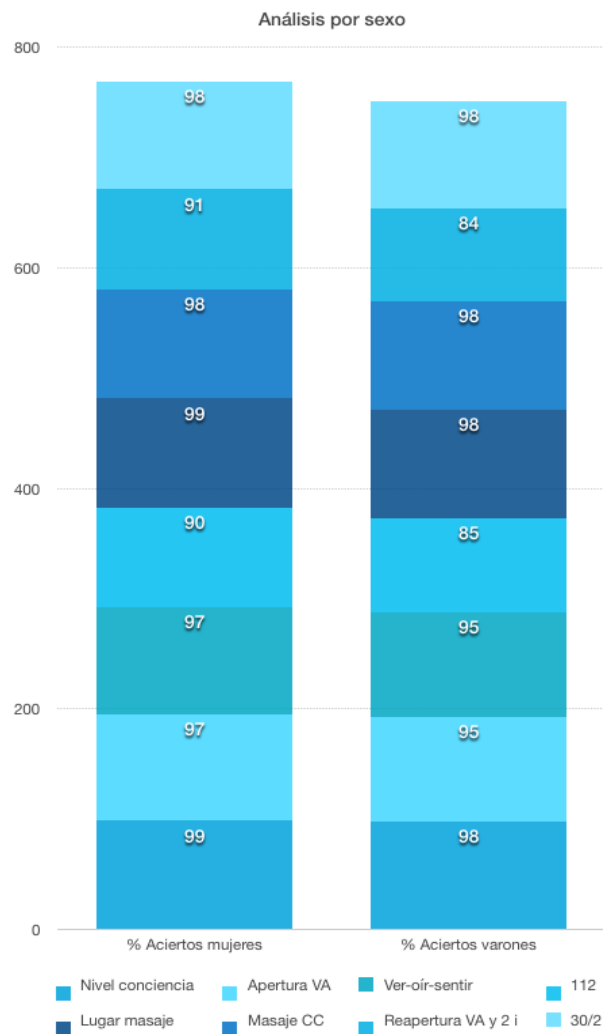 Análisis por sexo
800
98
98
91
84
600
98
98
99
98
400
90
85
97
95
200
97
95
99
98
0
% Aciertos mujeres
% Aciertos varones
Nivel conciencia
Apertura VA
Ver-oír-sentir
112
Lugar masaje
Masaje CC
Reapertura VA y 2 i
30/2